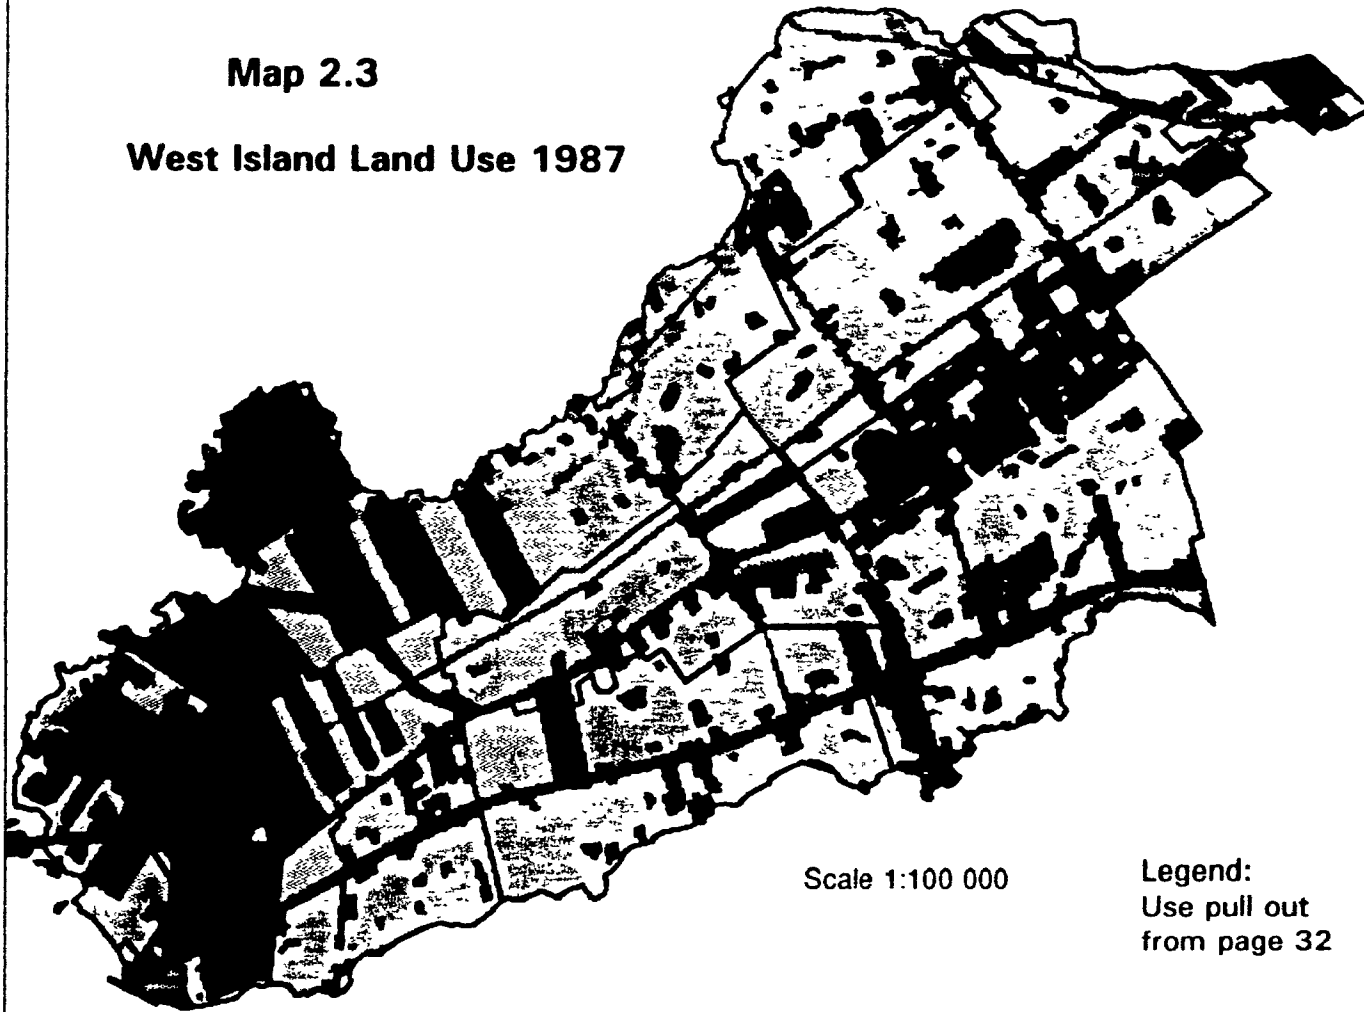 Map 2.3
West Island Land Use 1987
Scale 1:100 000
Legend:
Use pull out
from page 32